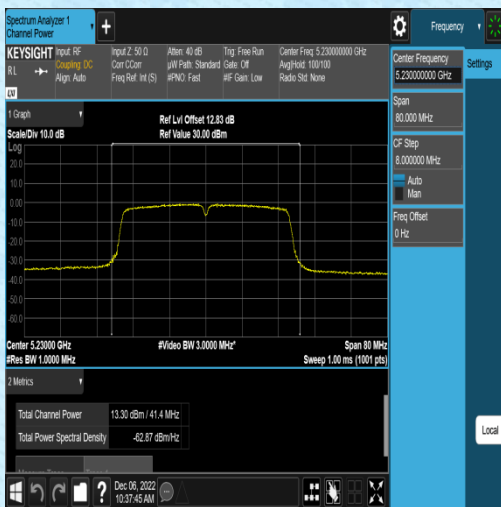 Spectrum Analyzer 1
Channel Power
Frequency
KEYSIGHT
Input: RF
Coupling: DC
Align: Auto
Input Z: 50 Ω
Corr CCorr
Freq Ref: Int (S)
Atten: 40 dB
µW Path: Standard
#PNO: Fast
Trig: Free Run
Gate: Off
#IF Gain: Low
Center Freq: 5.230000000 GHz
Avg|Hold: 100/100
Radio Std: None
RL
LXI
Center Frequency
5.230000000 GHz
Settings
Span
80.000 MHz
CF Step
8.000000 MHz
Auto
Man
Freq Offset
0 Hz
1 Graph
Scale/Div 10.0 dB
Ref Lvl Offset 12.83 dB
Ref Value 30.00 dBm
Log
20.0
10.0
0.00
-10.0
-20.0
-30.0
-40.0
-50.0
-60.0
Center 5.23000 GHz
#Res BW 1.0000 MHz
#Video BW 3.0000 MHz*
Span 80 MHz
Sweep 1.00 ms (1001 pts)
2 Metrics
Total Channel Power 13.30 dBm / 41.4 MHz
Total Power Spectral Density -62.87 dBm/Hz
Local
?
Dec 06, 2022
10:37:45 AM